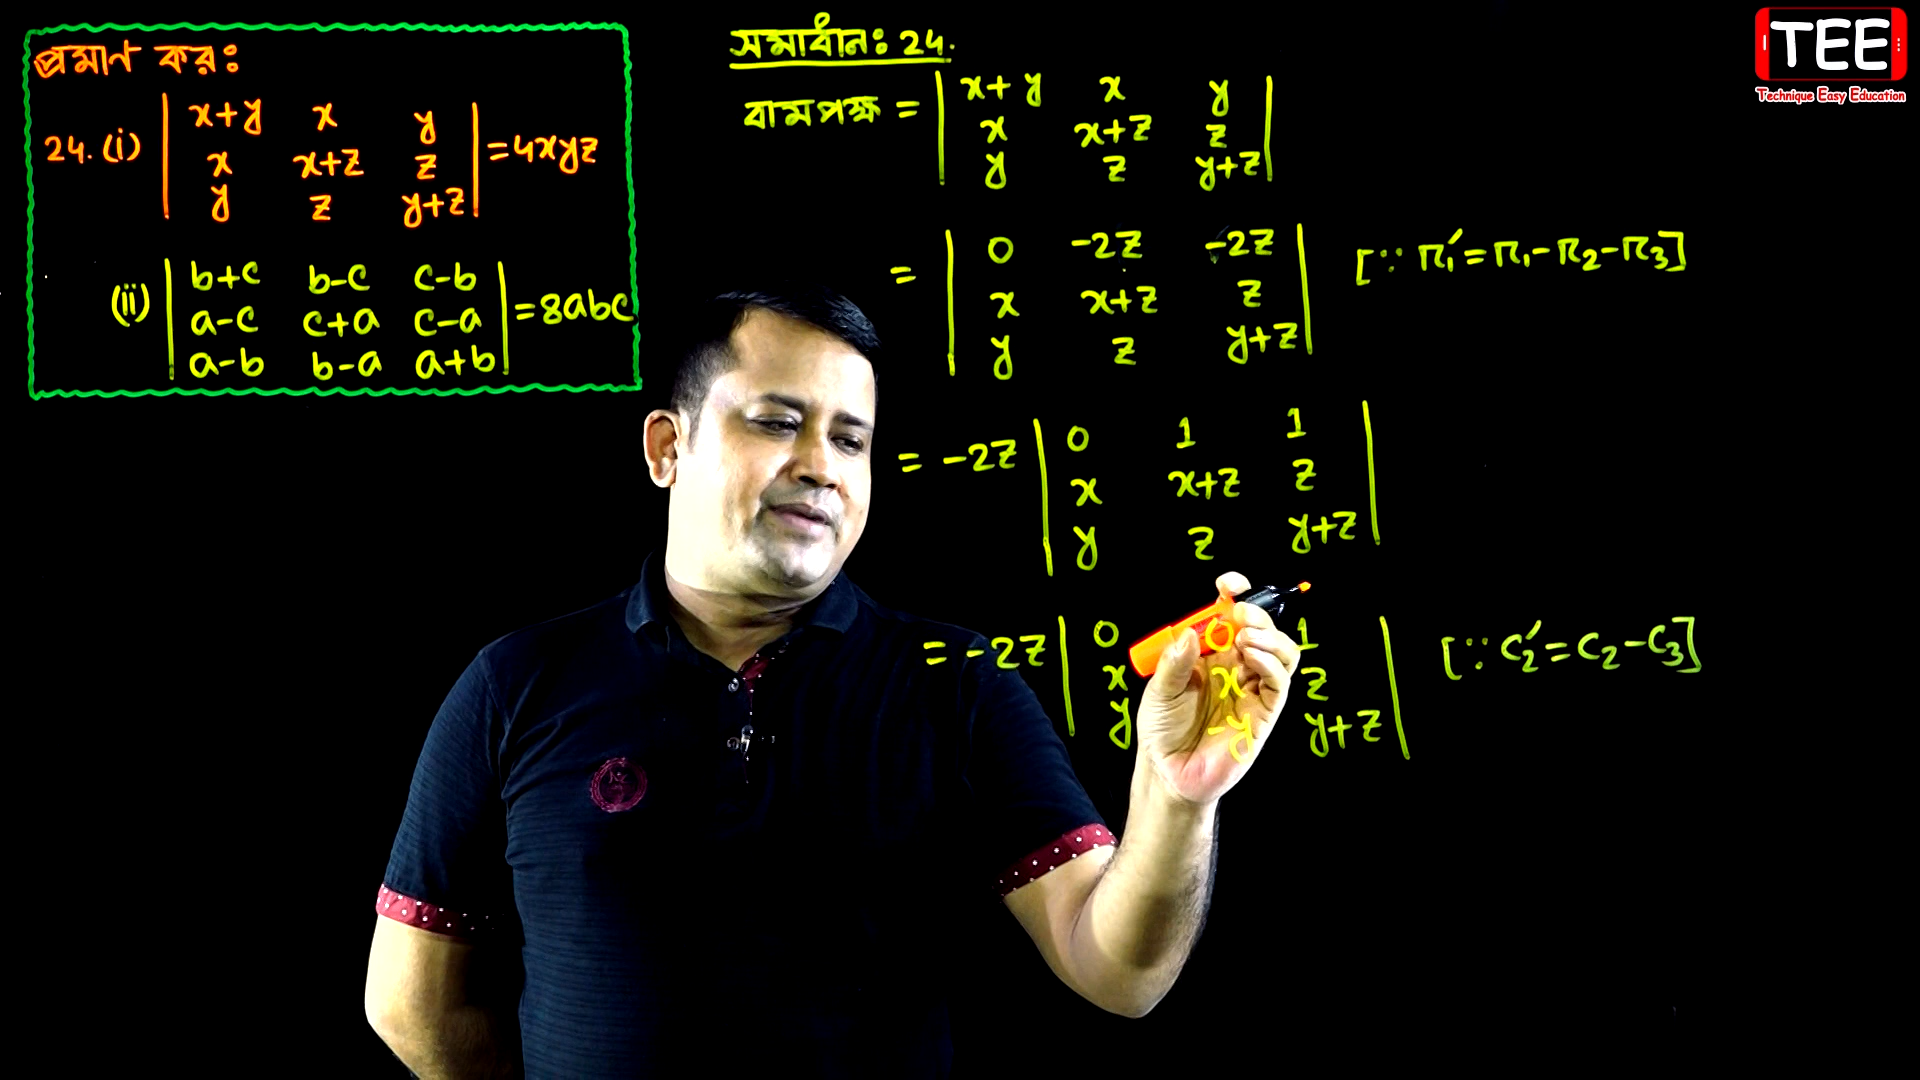 প্রমাণ করঃ
24. (i) | x+y x y |
| x x+z z | =4xyz
| y z y+z |
(ii) | b+c b-c c-b |
| a-c c+a c-a | =8abc
| a-b b-a a+b |
সমাধানঃ 24.
বামপক্ষ = | x+y x y |
| x x+z z |
| y z y+z |
= | 0 -2z -2z | [∵ r₁′=r₁-r₂-r₃]
| x x+z z |
| y z y+z |
= -2z | 0 1 1 |
| x x+z z |
| y z y+z |
= -2z | 0 0 1 | [∵ c₂′=c₂-c₃]
| x x z |
| y -y y+z |
TEE
Technique Easy Education